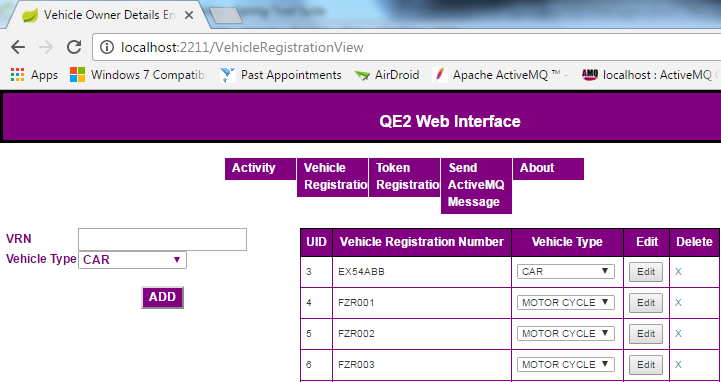 Vehicle Owner Details En
localhost:2211/VehicleRegistrationView
Apps Windows 7 Compatib Past Appointments AirDroid Apache ActiveMQ ™ - localhost : ActiveMQ C
QE2 Web Interface
Activity Vehicle Token Send About
Registratio Registration ActiveMQ
Message
VRN
Vehicle Type CAR
ADD
UID Vehicle Registration Number Vehicle Type Edit Delete
3 EX54ABB CAR Edit X
4 FZR001 MOTOR CYCLE Edit X
5 FZR002 MOTOR CYCLE Edit X
6 FZR003 MOTOR CYCLE Edit X